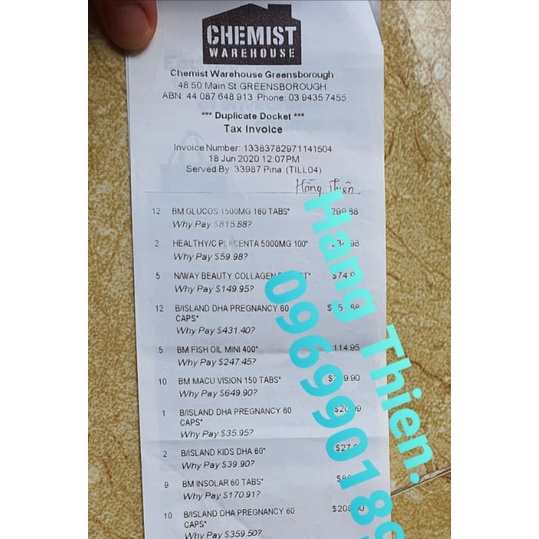 CHEMIST
WAREHOUSE
Chemist Warehouse Greensborough
48 50 Main St GREENSBOROUGH
ABN: 44 087 648 913 Phone: 03 9435 7455
*** Duplicate Docket ***
Tax Invoice
Invoice Number: 13383782971141504
18 Jun 2020 12:07PM
Served By: 33987 Pina (TILL04)
Hằng Thiên
12 BM GLUCOS 1500MG 180 TABS*
Why Pay $815.88?
2 HEALTHY/C PLACENTA 5000MG 100*
Why Pay $59.98?
5 N/WAY BEAUTY COLLAGEN
Why Pay $149.95?
12 B/ISLAND DHA PREGNANCY 60
CAPS*
Why Pay $431.40?
5 BM FISH OIL MINI 400* $114.95
Why Pay $247.45?
10 BM MACU VISION 150 TABS*
Why Pay $649.90?
1 B/ISLAND DHA PREGNANCY 60
CAPS*
Why Pay $35.95?
2 B/ISLAND KIDS DHA 60*
Why Pay $39.90?
9 BM INSOLAR 60 TABS*
Why Pay $170.91?
10 B/ISLAND DHA PREGNANCY 60
CAPS*
Why Pay $359.50?
Hang Thien.
096990189